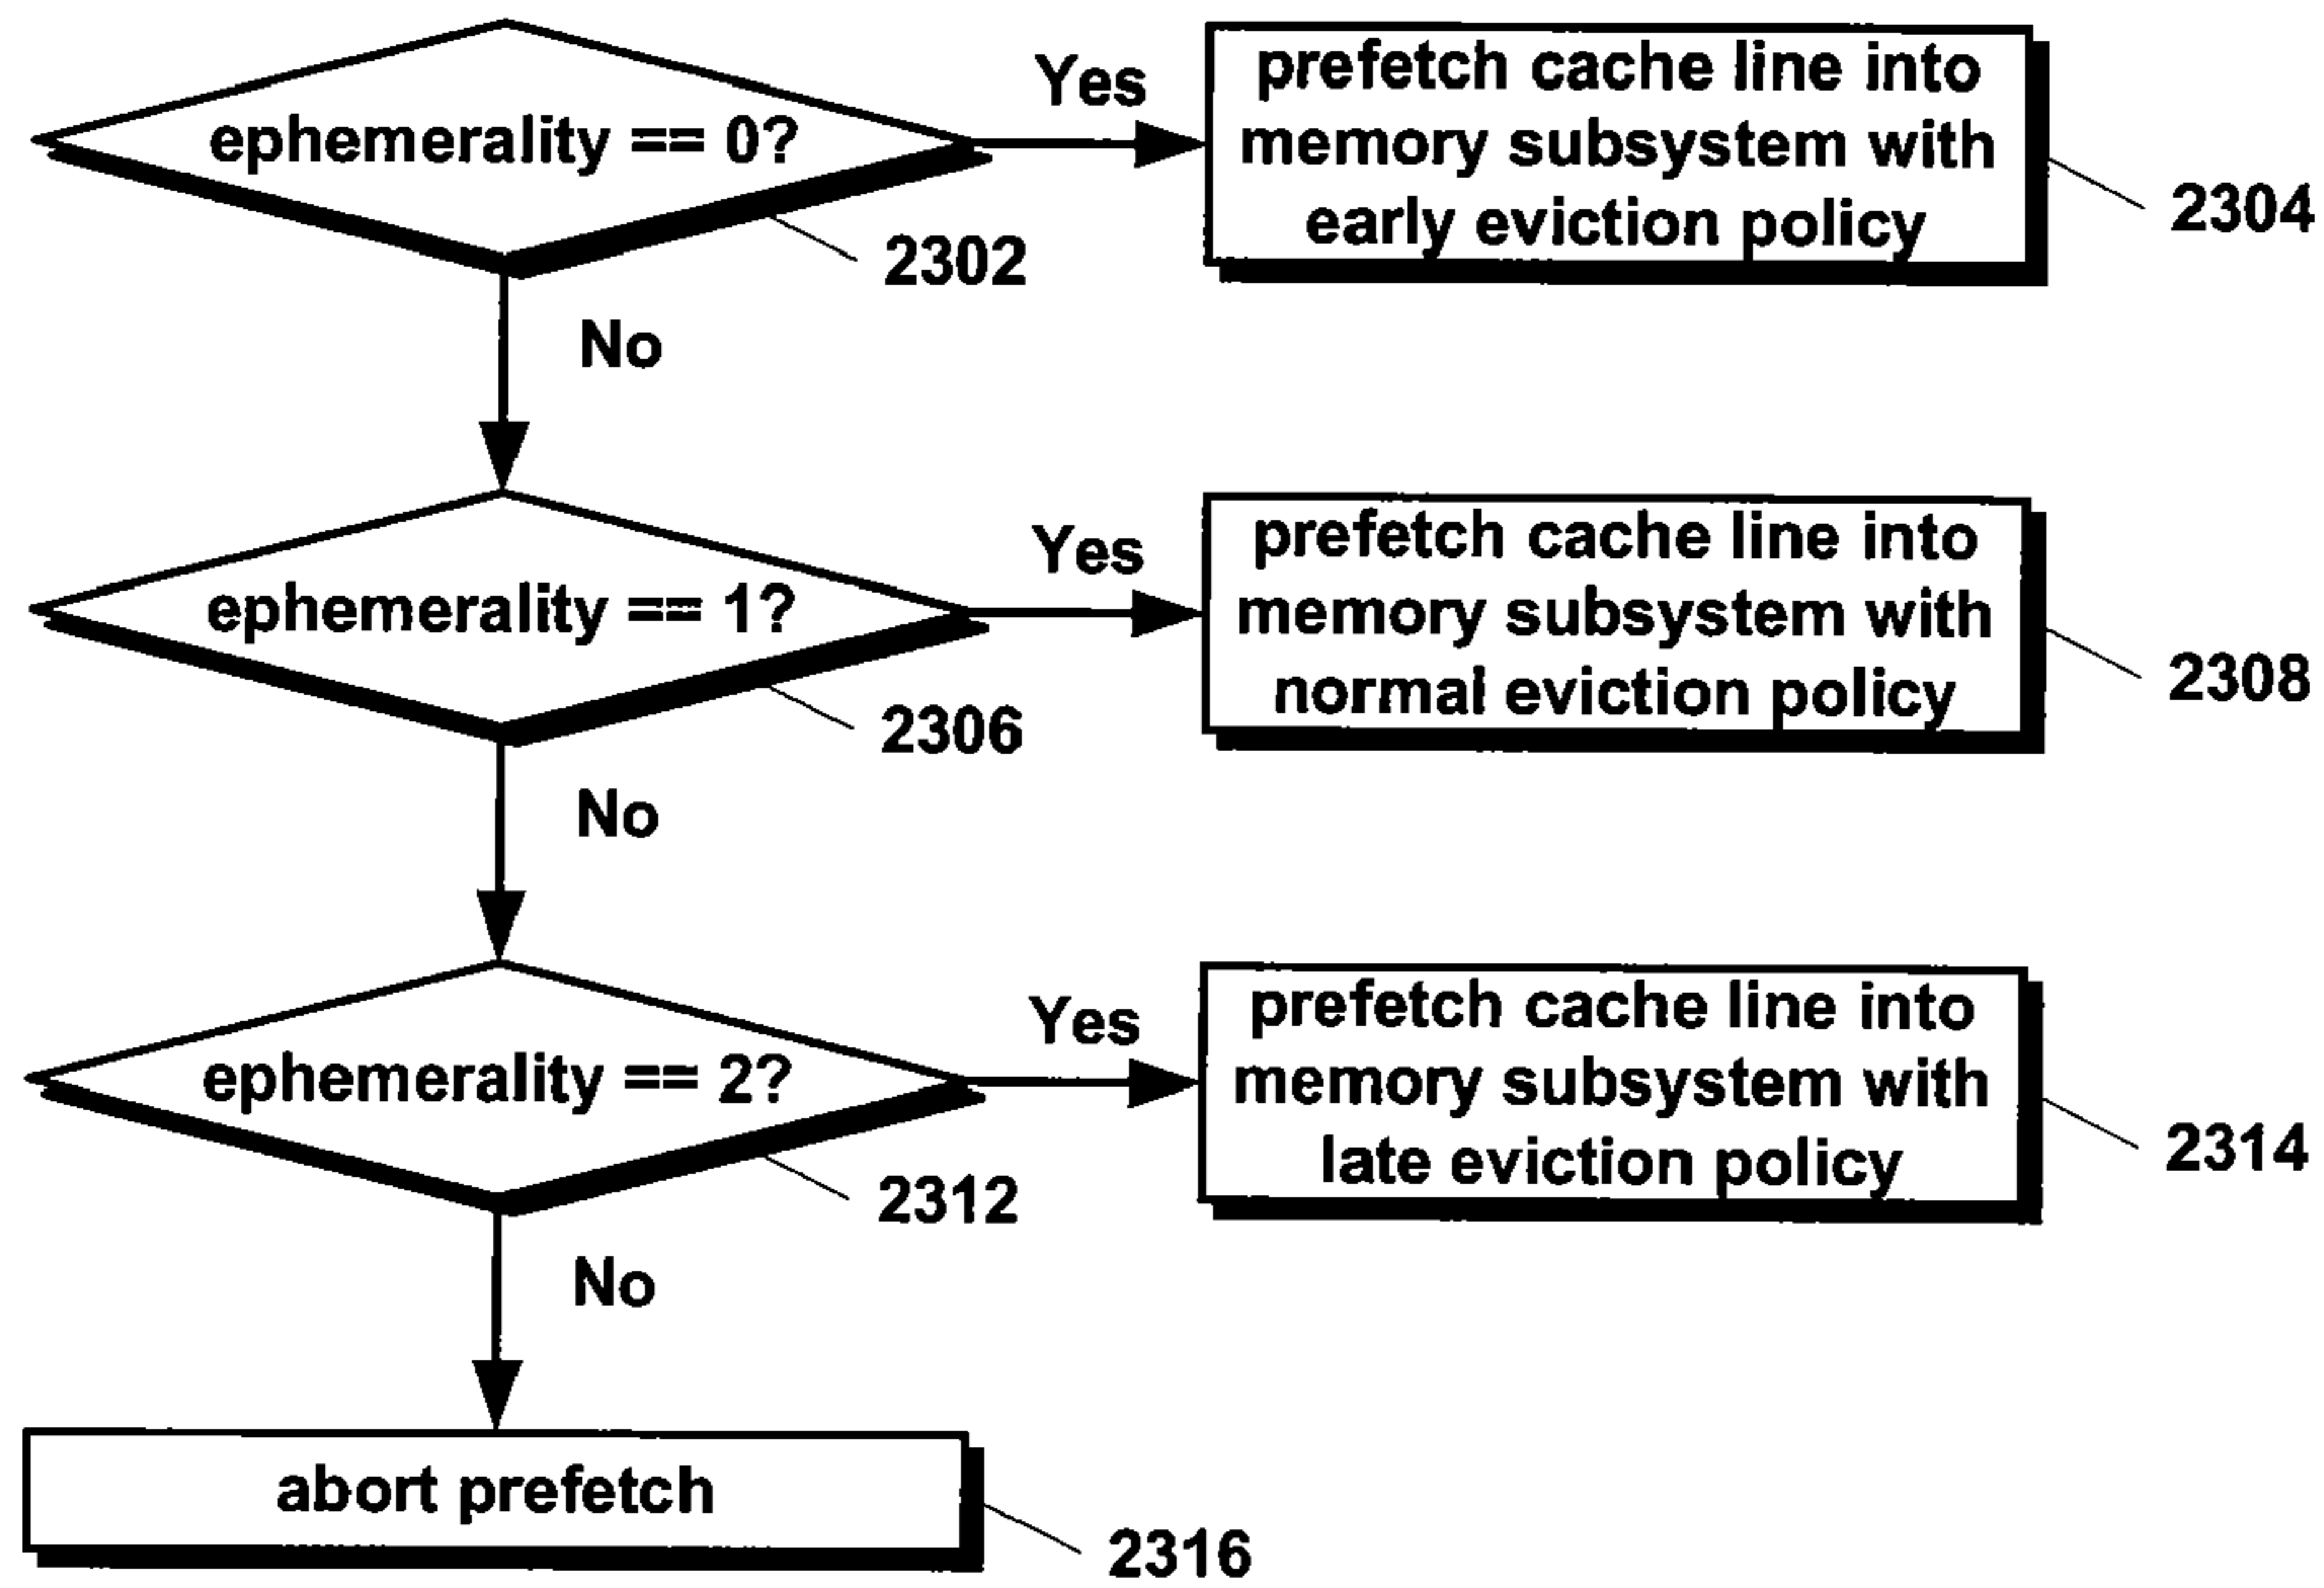 ephemerality == 0?
2302
Yes
prefetch cache line into
memory subsystem with
early eviction policy
2304
No
ephemerality == 1?
2306
Yes
prefetch cache line into
memory subsystem with
normal eviction policy
2308
No
ephemerality == 2?
2312
Yes
prefetch cache line into
memory subsystem with
late eviction policy
2314
No
abort prefetch
2316